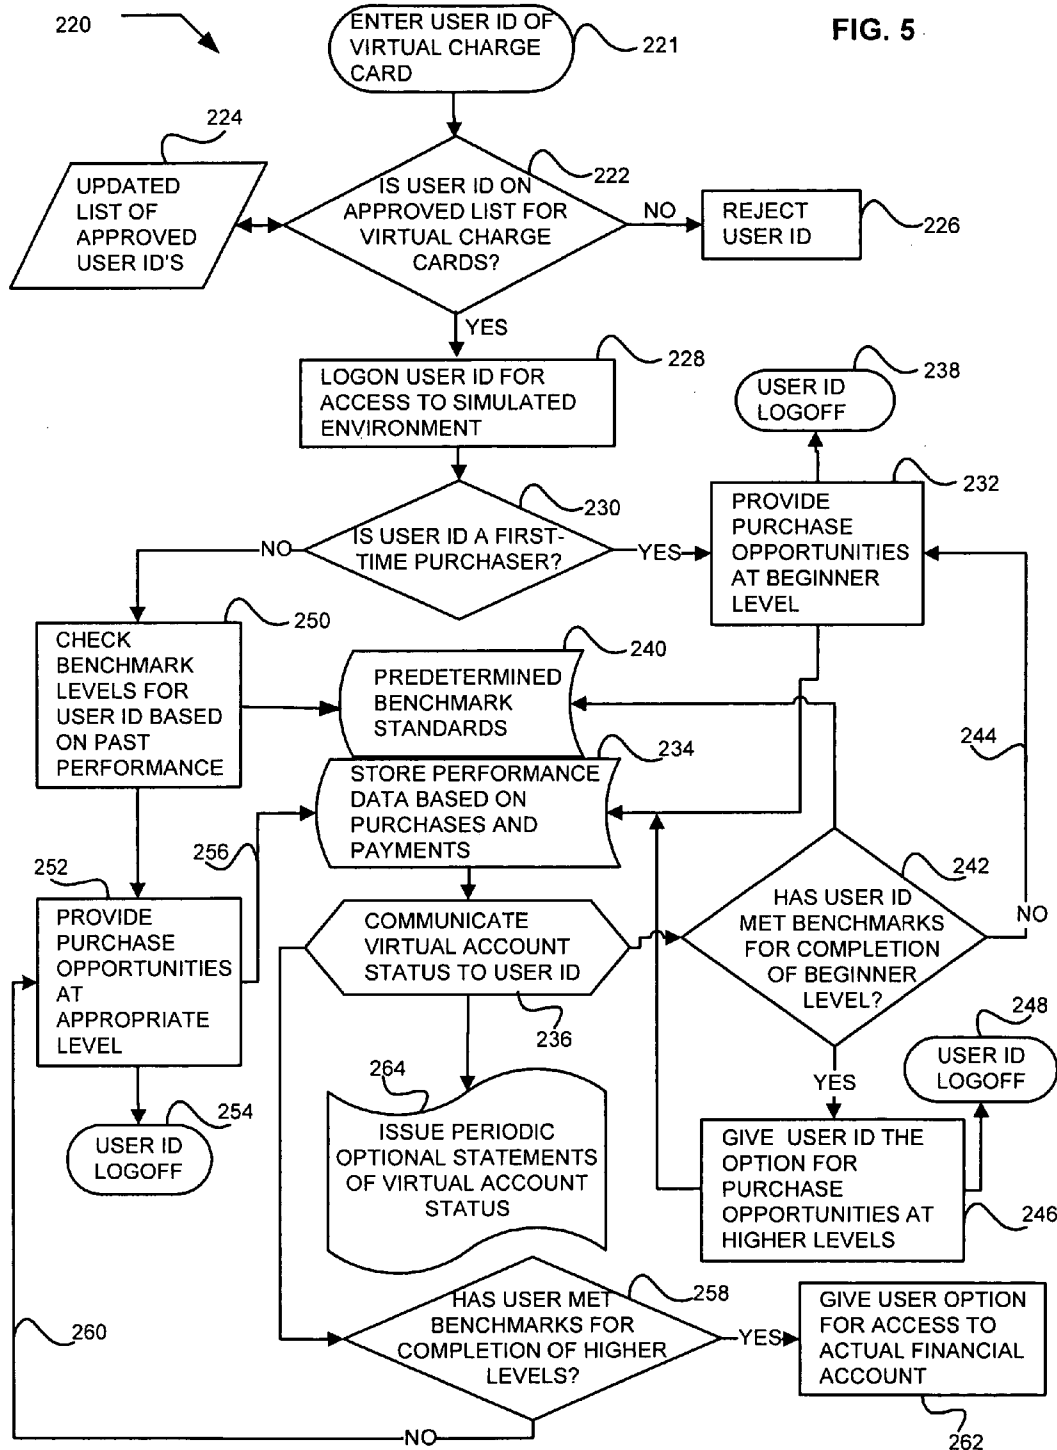 220
ENTER USER ID OF
VIRTUAL CHARGE
CARD
221
FIG. 5
224
UPDATED
LIST OF
APPROVED
USER ID'S
IS USER ID ON
APPROVED LIST FOR
VIRTUAL CHARGE
CARDS?
222
NO
REJECT
USER ID
226
YES
228
LOGON USER ID FOR
ACCESS TO SIMULATED
ENVIRONMENT
238
USER ID
LOGOFF
230
IS USER ID A FIRST-
TIME PURCHASER?
NO
YES
232
PROVIDE
PURCHASE
OPPORTUNITIES
AT BEGINNER
LEVEL
250
CHECK
BENCHMARK
LEVELS FOR
USER ID BASED
ON PAST
PERFORMANCE
240
PREDETERMINED
BENCHMARK
STANDARDS
234
STORE PERFORMANCE
DATA BASED ON
PURCHASES AND
PAYMENTS
244
256
252
PROVIDE
PURCHASE
OPPORTUNITIES
AT
APPROPRIATE
LEVEL
COMMUNICATE
VIRTUAL ACCOUNT
STATUS TO USER ID
236
242
HAS USER ID
MET BENCHMARKS
FOR COMPLETION
OF BEGINNER
LEVEL?
NO
YES
248
USER ID
LOGOFF
254
USER ID
LOGOFF
264
ISSUE PERIODIC
OPTIONAL STATEMENTS
OF VIRTUAL ACCOUNT
STATUS
GIVE USER ID THE
OPTION FOR
PURCHASE
OPPORTUNITIES AT
HIGHER LEVELS
246
258
HAS USER MET
BENCHMARKS FOR
COMPLETION OF HIGHER
LEVELS?
YES
GIVE USER OPTION
FOR ACCESS TO
ACTUAL FINANCIAL
ACCOUNT
262
260
NO